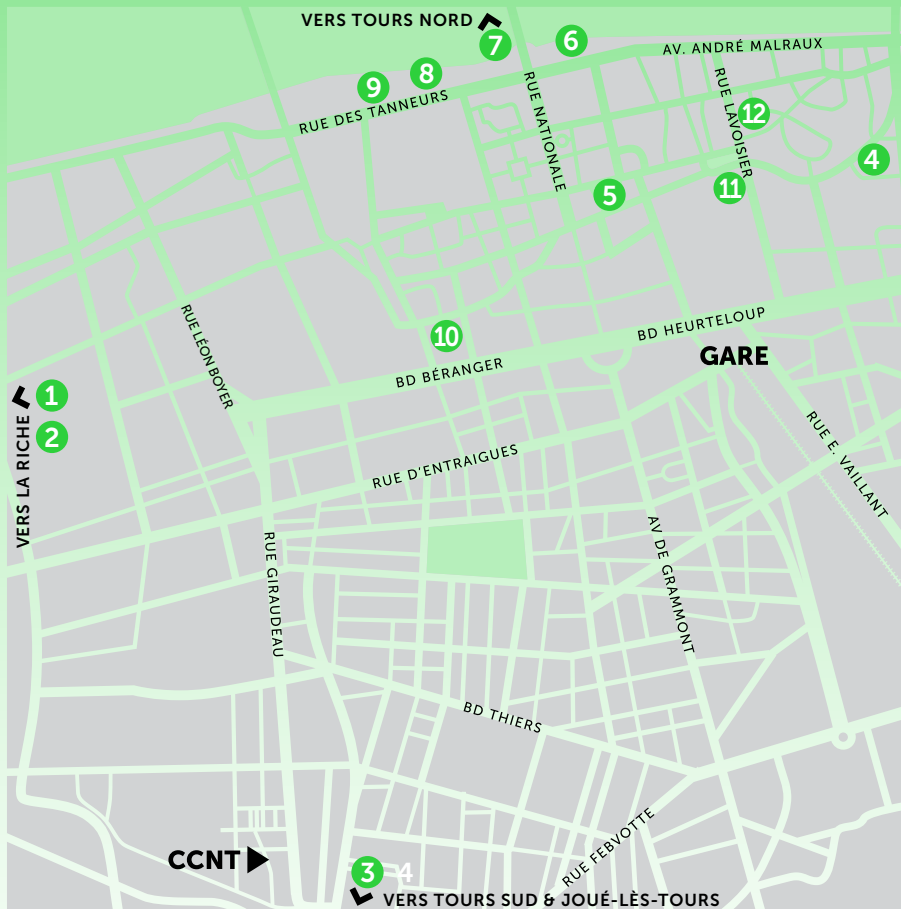 VERS TOURS NORD
7
6
AV. ANDRÉ MALRAUX
9
8
RUE DES TANNEURS
RUE NATIONALE
RUE LAVOISIER
12
4
5
11
RUE LÉON BOYER
10
BD HEURTELOUP
GARE
BD BÉRANGER
1
2
VERS LA RICHE
RUE D'ENTRAIGUES
RUE E. VAILLANT
RUE GIRAUDEAU
AV DE GRAMMONT
BD THIERS
RUE FEBVOTTE
CCNT
3
4
VERS TOURS SUD & JOUÉ-LÈS-TOURS